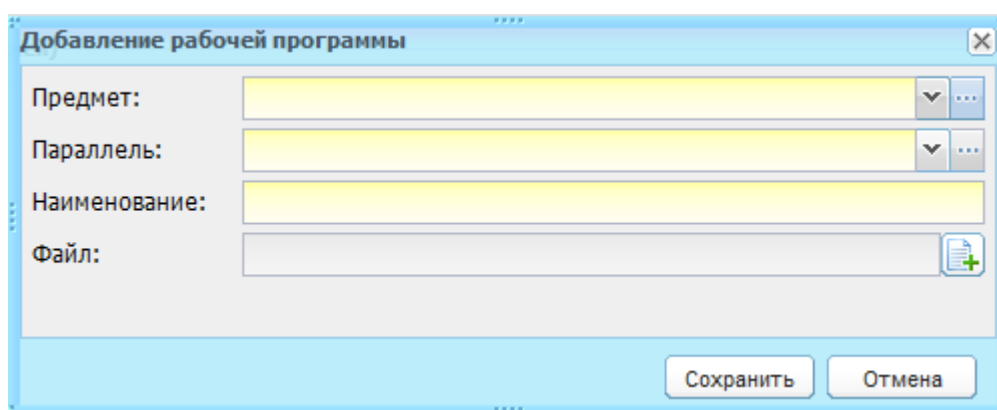 Добавление рабочей программы
Предмет:
Параллель:
Наименование:
Файл:
Сохранить Отмена